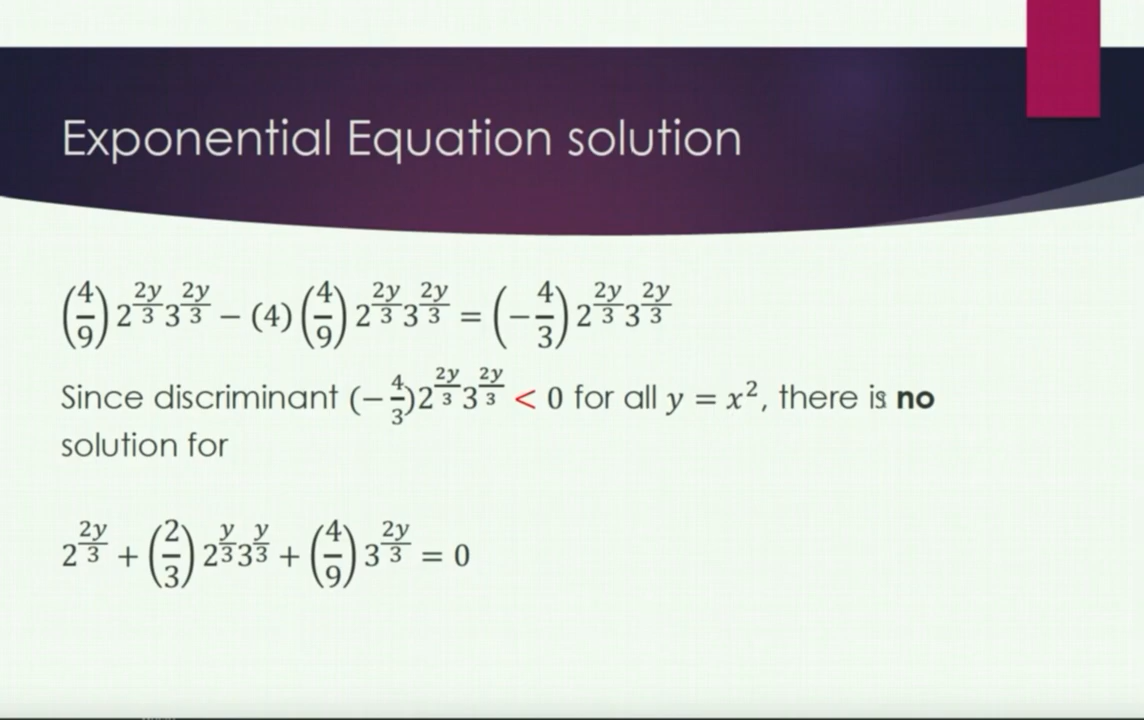 Exponential Equation solution
(4/9) 2^(2y/3) 3^(2y/3) − (4) (4/9) 2^(2y/3) 3^(2y/3) = (−4/3) 2^(2y/3) 3^(2y/3)
Since discriminant (−4/3)2^(2y/3) 3^(2y/3) < 0 for all y = x², there is no
solution for
2^(2y/3) + (2/3) 2^(y/3) 3^(y/3) + (4/9) 3^(2y/3) = 0